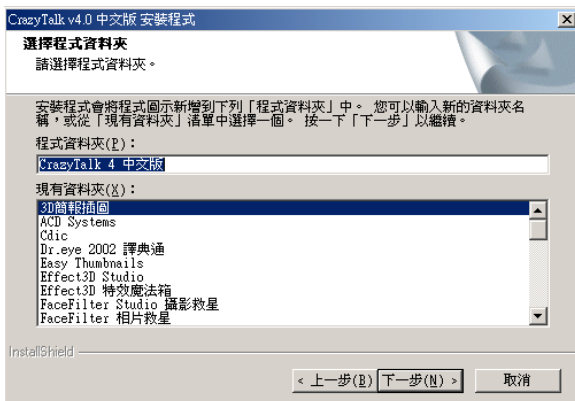 CrazyTalk v4.0 中文版 安裝程式
選擇程式資料夾
請選擇程式資料夾。
安裝程式會將程式圖示新增到下列「程式資料夾」中。 您可以輸入新的資料夾名
稱，或從「現有資料夾」清單中選擇一個。 按一下「下一步」以繼續。
程式資料夾(P)：
CrazyTalk 4 中文版
現有資料夾(X)：
3D簡報插圖
ACD Systems
Cdic
Dr.eye 2002 譯典通
Easy Thumbnails
Effect3D Studio
Effect3D 特效魔法箱
FaceFilter Studio 攝影救星
FaceFilter 相片救星
InstallShield
< 上一步(B) 下一步(N) > 取消